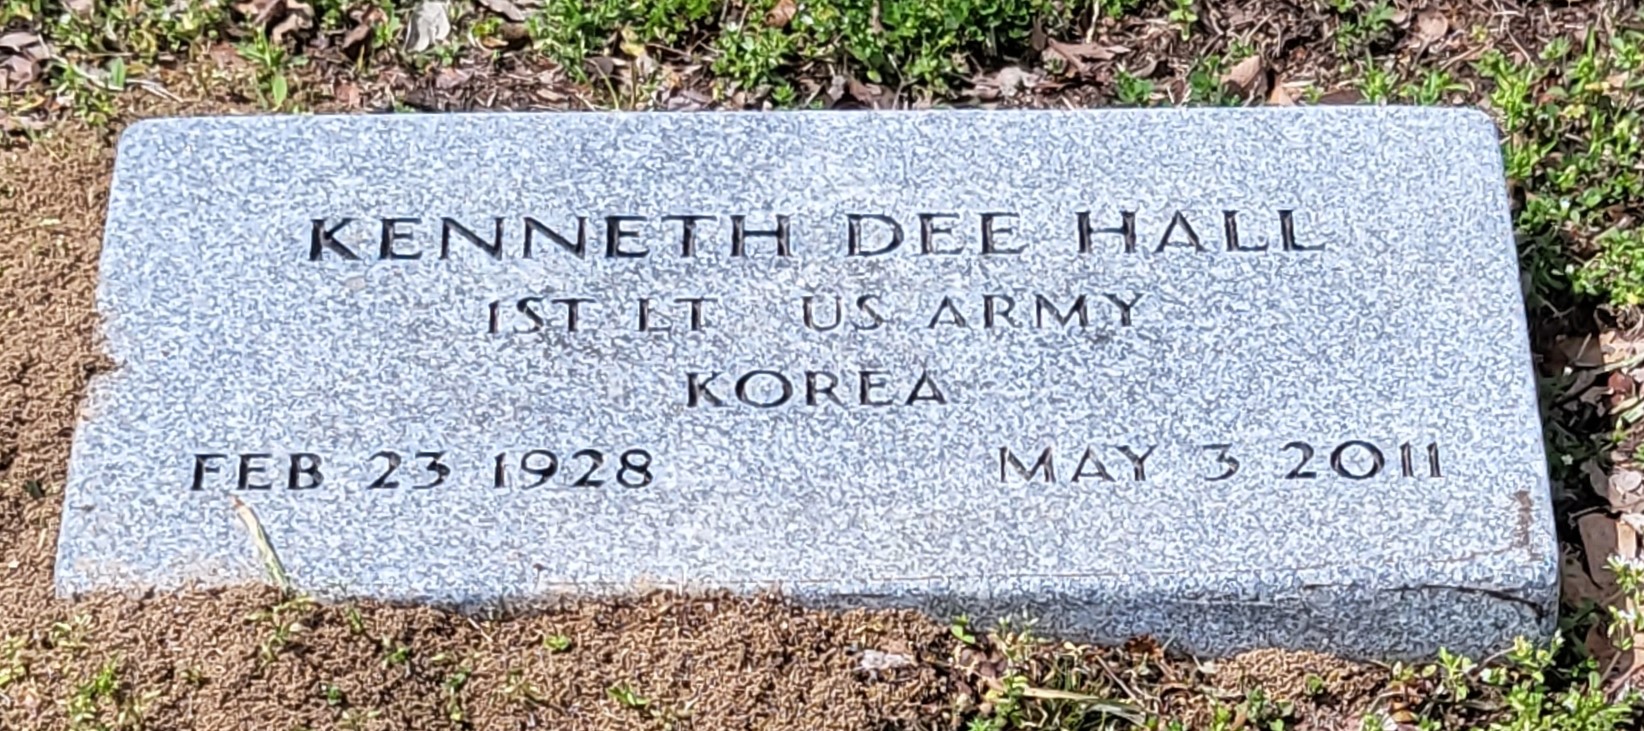 KENNETH DEE HALL
1ST LT US ARMY
KOREA
FEB 23 1928 MAY 3 2011